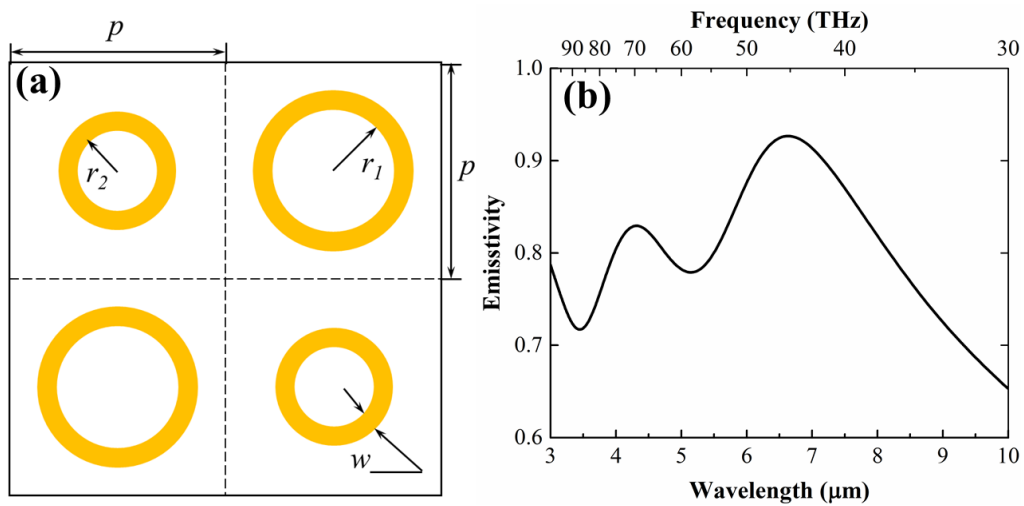 p
(a)
r2
r1
p
w
Frequency (THz)
90 80 70 60 50 40 30
(b)
1.0
0.9
0.8
0.7
0.6
Emisstivity
3 4 5 6 7 8 9 10
Wavelength (μm)